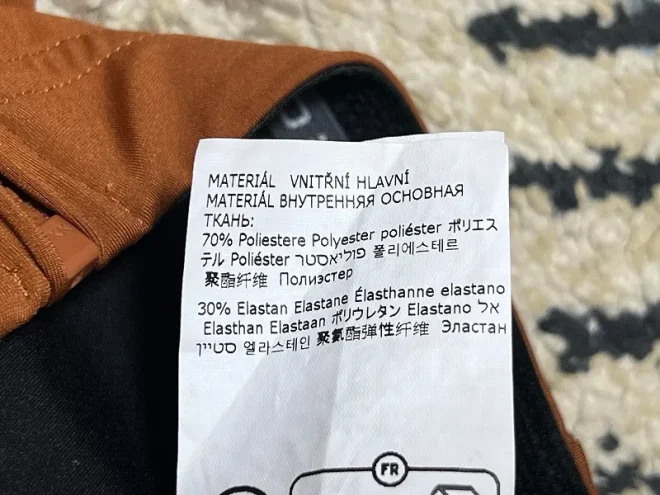 MATERIÁL VNITŘNÍ HLAVNÍ
MATERIÁL ВНУТРЕННЯЯ ОСНОВНАЯ
ТКАНЬ:
70% Poliestere Polyester poliéster ポリエス
テル Poliéster פוליאסטר 폴리에스테르
聚酯纤维 Полиэстер
30% Elastan Elastane Élasthanne elastano
Elasthan Elastaan ポリウレタン Elastano אל
סטיין 엘라스테인 聚氨酯弹性纤维 Эластан
FR